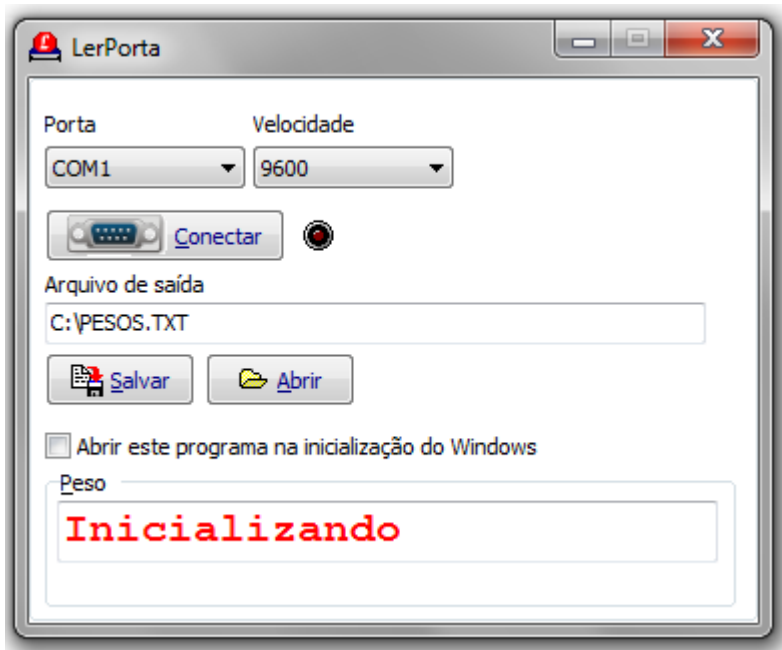 LerPorta
Porta Velocidade
COM1 9600
Conectar
Arquivo de saída
C:\PESOS.TXT
Salvar Abrir
Abrir este programa na inicialização do Windows
Peso
Inicializando